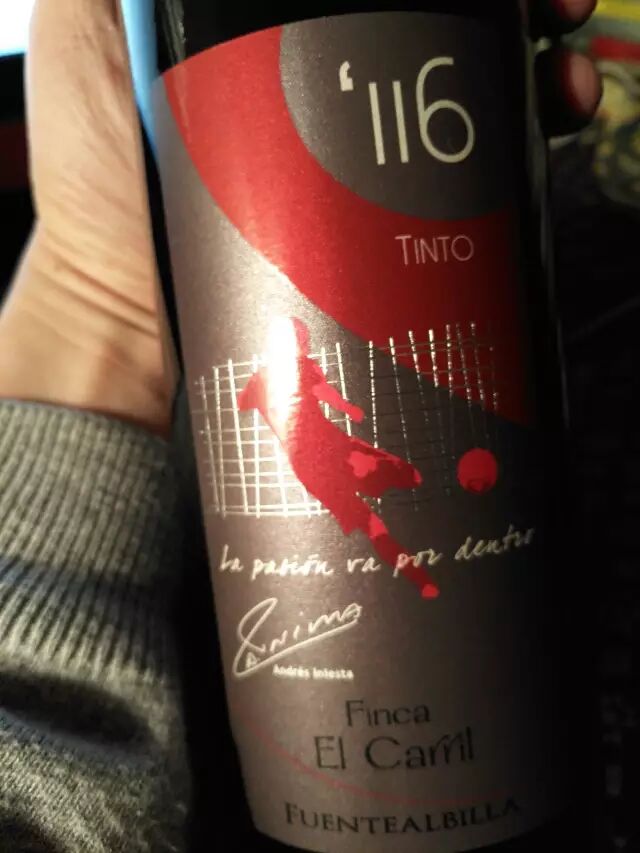 '116
TINTO
La pasión va por dentro
Andrés Iniesta
Finca
El Carril
FUENTEALBILLA